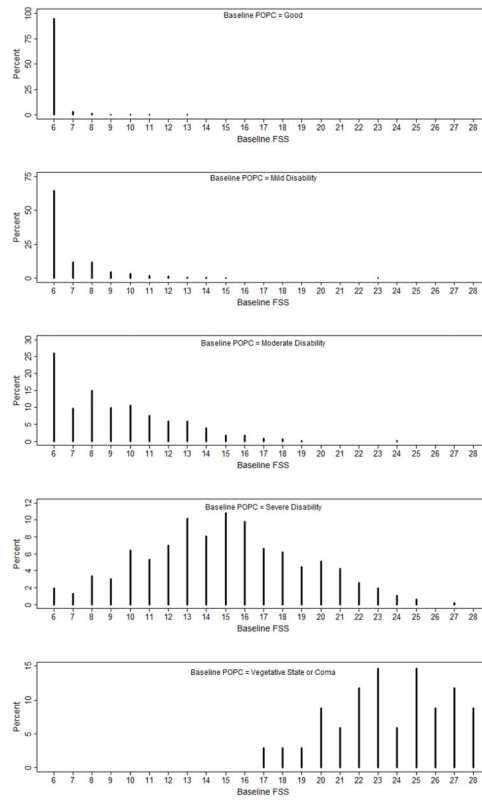 Baseline POPC = Good
100
75
50
25
0
Percent
6 7 8 9 10 11 12 13 14 15 16 17 18 19 20 21 22 23 24 25 26 27 28
Baseline FSS
Baseline POPC = Mild Disability
75
50
25
0
Percent
6 7 8 9 10 11 12 13 14 15 16 17 18 19 20 21 22 23 24 25 26 27 28
Baseline FSS
Baseline POPC = Moderate Disability
30
25
20
15
10
5
0
Percent
6 7 8 9 10 11 12 13 14 15 16 17 18 19 20 21 22 23 24 25 26 27 28
Baseline FSS
Baseline POPC = Severe Disability
12
10
8
6
4
2
0
Percent
6 7 8 9 10 11 12 13 14 15 16 17 18 19 20 21 22 23 24 25 26 27 28
Baseline FSS
Baseline POPC = Vegetative State or Coma
15
10
5
0
Percent
6 7 8 9 10 11 12 13 14 15 16 17 18 19 20 21 22 23 24 25 26 27 28
Baseline FSS